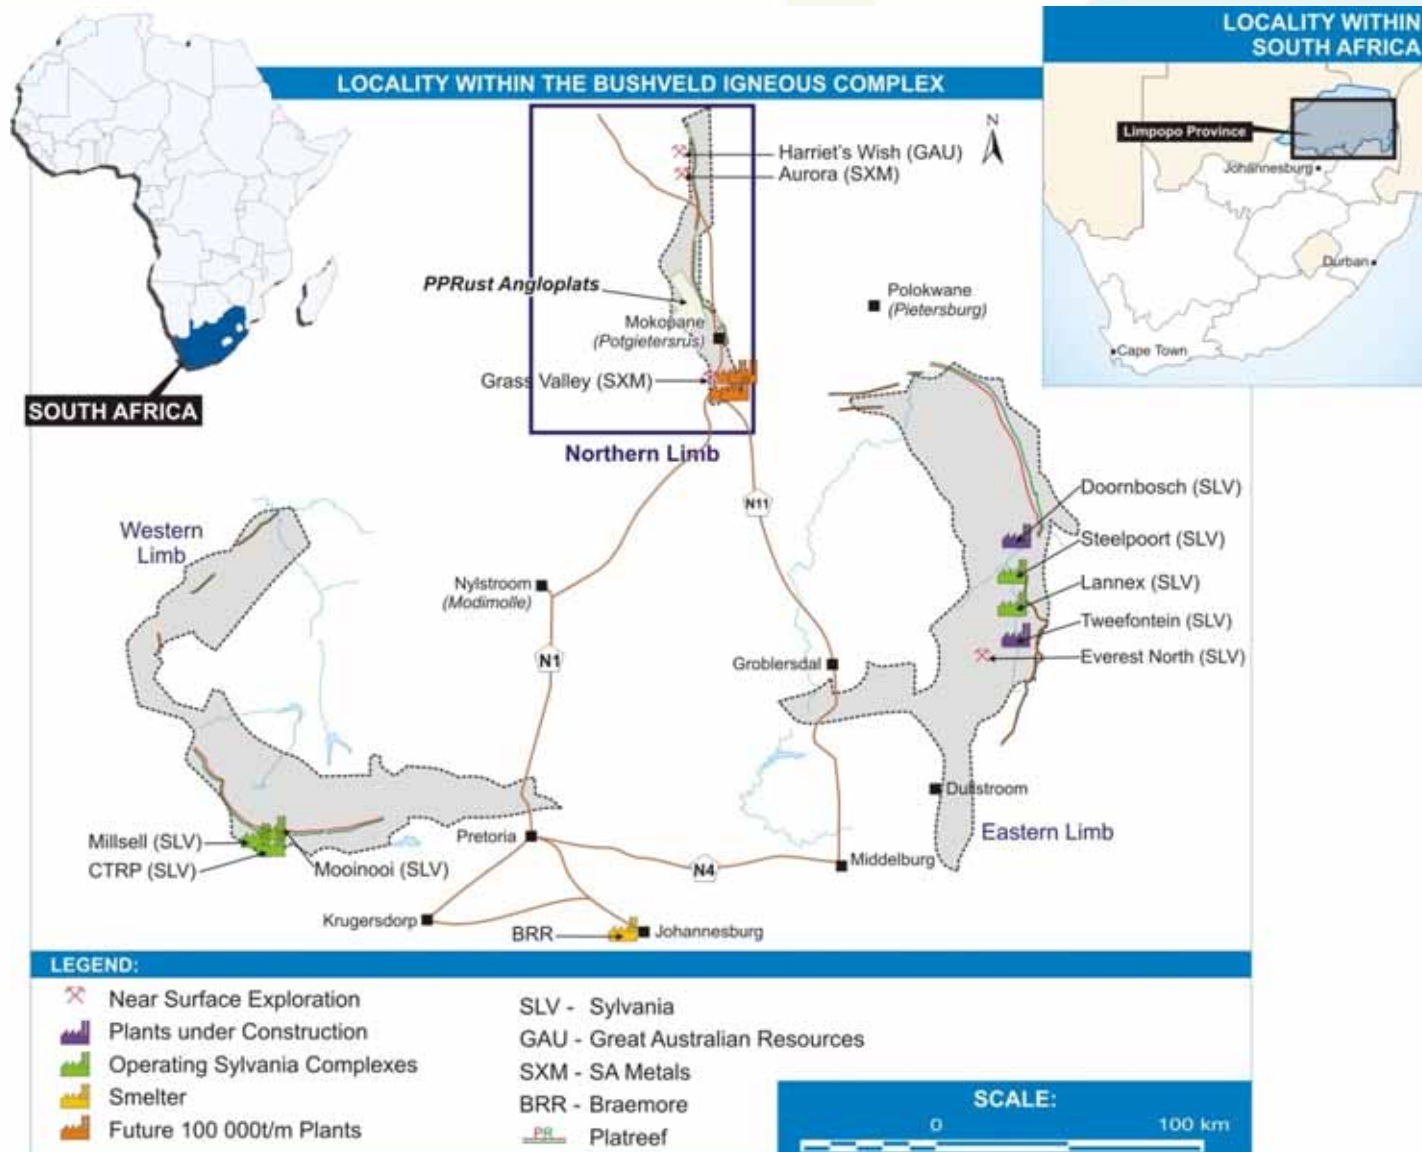 LOCALITY WITHIN
SOUTH AFRICA
LOCALITY WITHIN THE BUSHVELD IGNEOUS COMPLEX
N
Limpopo Province
Johannesburg
Durban
Cape Town
SOUTH AFRICA
Harriet's Wish (GAU)
Aurora (SXM)
PPRust Angloplats
Mokopane
(Potgietersrus)
Grass Valley (SXM)
Northern Limb
Polokwane
(Pietersburg)
N11
Western
Limb
Nylstroom
(Modimolle)
N1
Groblersdal
Doornbosch (SLV)
Steelpoort (SLV)
Lannex (SLV)
Tweefontein (SLV)
Everest North (SLV)
Dullstroom
Eastern Limb
Millsell (SLV)
CTRP (SLV)
Mooinooi (SLV)
Pretoria
N4
Middelburg
Krugersdorp
BRR
Johannesburg
LEGEND:
Near Surface Exploration
Plants under Construction
Operating Sylvania Complexes
Smelter
Future 100 000t/m Plants
SLV - Sylvania
GAU - Great Australian Resources
SXM - SA Metals
BRR - Braemore
PR Platreef
SCALE:
0 100 km